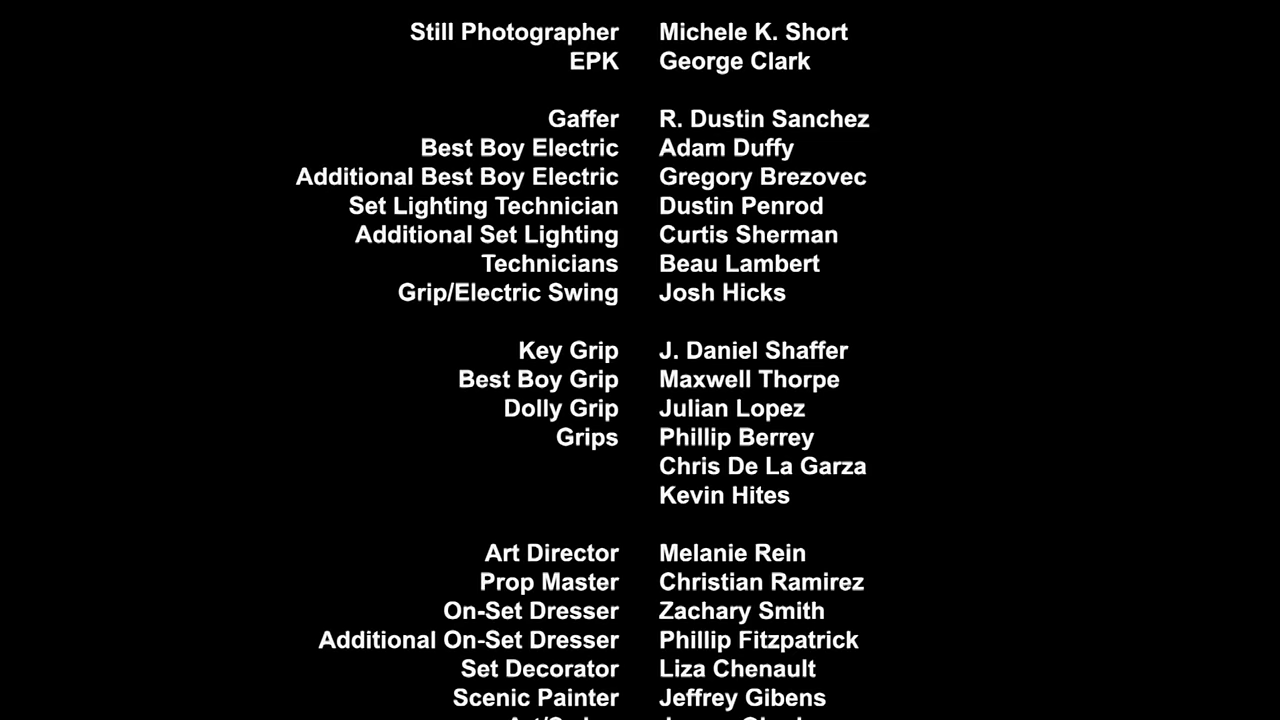 Still Photographer Michele K. Short
EPK George Clark
Gaffer R. Dustin Sanchez
Best Boy Electric Adam Duffy
Additional Best Boy Electric Gregory Brezovec
Set Lighting Technician Dustin Penrod
Additional Set Lighting Curtis Sherman
Technicians Beau Lambert
Grip/Electric Swing Josh Hicks
Key Grip J. Daniel Shaffer
Best Boy Grip Maxwell Thorpe
Dolly Grip Julian Lopez
Grips Phillip Berrey
Chris De La Garza
Kevin Hites
Art Director Melanie Rein
Prop Master Christian Ramirez
On-Set Dresser Zachary Smith
Additional On-Set Dresser Phillip Fitzpatrick
Set Decorator Liza Chenault
Scenic Painter Jeffrey Gibens